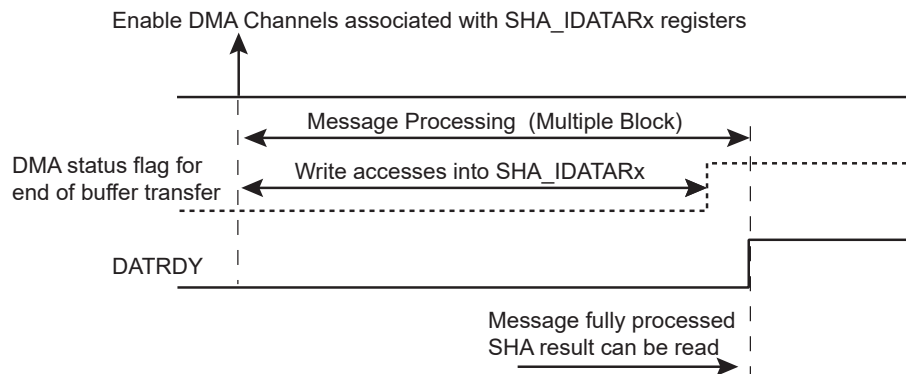 Enable DMA Channels associated with SHA_IDATARx registers
Message Processing (Multiple Block)
DMA status flag for
end of buffer transfer
Write accesses into SHA_IDATARx
DATRDY
Message fully processed
SHA result can be read